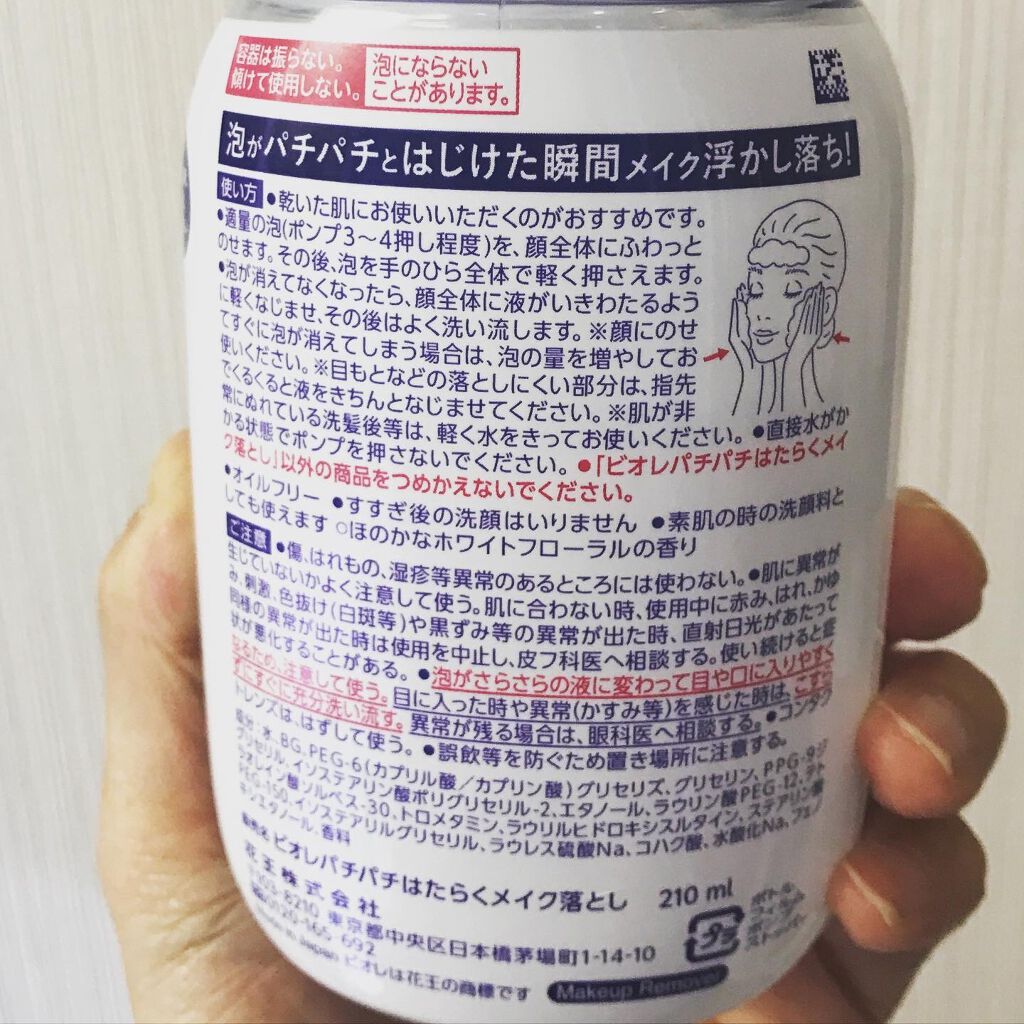 容器は振らない。
傾けて使用しない。
泡にならない
ことがあります。
泡がパチパチとはじけた瞬間メイク浮かし落ち!
使い方 ●乾いた肌にお使いいただくのがおすすめです。
●適量の泡(ポンプ3〜4押し程度)を、顔全体にふわっと
のせます。その後、泡を手のひら全体で軽く押さえます。
●泡が消えてなくなったら、顔全体に液がいきわたるよう
に軽くなじませ、その後はよく洗い流します。※顔にのせ
てすぐに泡が消えてしまう場合は、泡の量を増やしてお
使いください。※目もとなどの落としにくい部分は、指先
でくるくると液をきちんとなじませてください。※肌が非
常にぬれている洗髪後等は、軽く水をきってお使いください。●直接水がか
かる状態でポンプを押さないでください。●「ビオレパチパチはたらくメイ
ク落とし」以外の商品をつめかえないでください。
●オイルフリー ●すすぎ後の洗顔はいりません ●素肌の時の洗顔料と
しても使えます ○ほのかなホワイトフローラルの香り
ご注意 ●傷、はれもの、湿疹等異常のあるところには使わない。●肌に異常が
生じていないかよく注意して使う。肌に合わない時、使用中に赤み、はれ、かゆ
み、刺激、色抜け(白斑等)や黒ずみ等の異常が出た時、直射日光があたって
同様の異常が出た時は使用を中止し、皮フ科医へ相談する。使い続けると症
状が悪化することがある。●泡がさらさらの液に変わって目や口に入りやすく
なるため、注意して使う。目に入った時や異常(かすみ等)を感じた時は、こすら
ずにすぐに充分洗い流す。異常が残る場合は、眼科医へ相談する。●コンタク
トレンズは、はずして使う。●誤飲等を防ぐため置き場所に注意する。
成分:水、BG、PEG-6(カプリル酸/カプリン酸)グリセリズ、グリセリン、PPG-9ジ
グリセリル、イソステアリン酸ポリグリセリル-2、エタノール、ラウリン酸PEG-12、テト
ラオレイン酸ソルベス-30、トロメタミン、ラウリルヒドロキシスルタイン、ステアリン酸
PEG-150、イソステアリルグリセリル、ラウレス硫酸Na、コハク酸、水酸化Na、フェノ
キシエタノール、香料
販売名 ビオレパチパチはたらくメイク落とし 210 ml
花王株式会社
〒103-8210 東京都中央区日本橋茅場町1-14-10
0120-165-692
Made in Japan ビオレは花王の商標です Makeup Remover
プラ
ボトル
フィルム
ポンプ
ストッパー